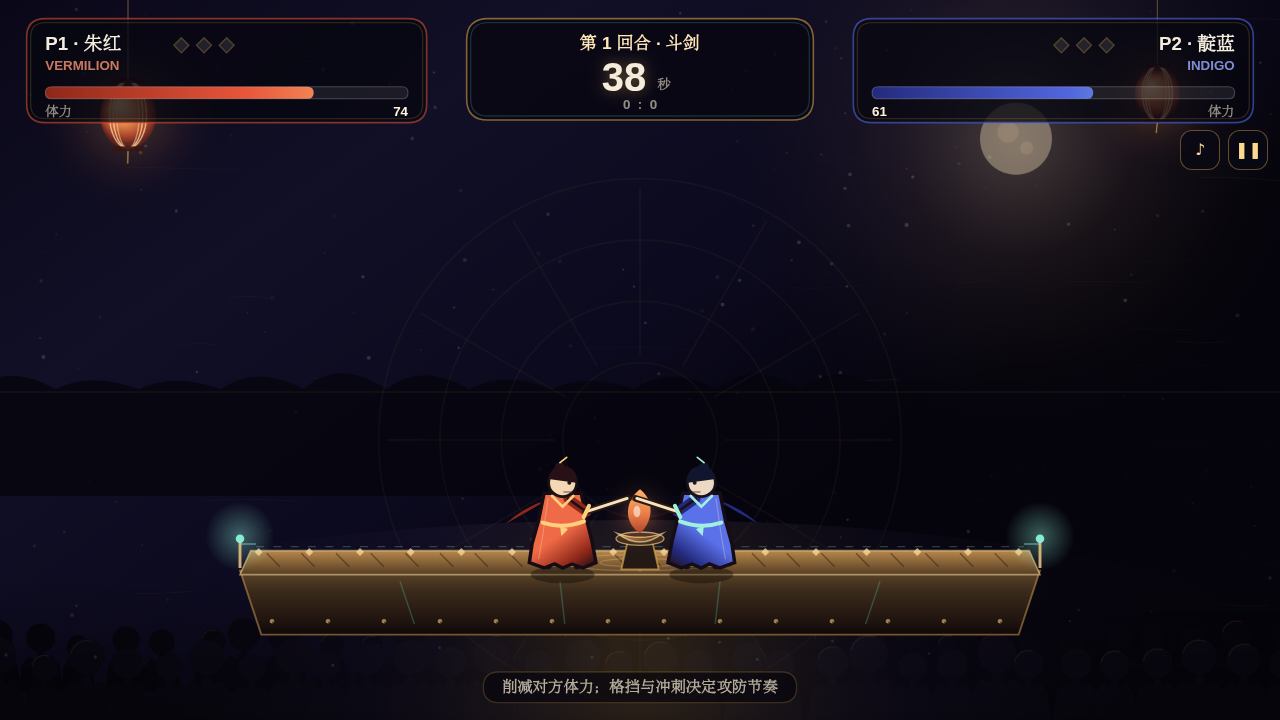 P1 · 朱红
VERMILION
体力 74
第 1 回合 · 斗剑
38 秒
0 : 0
P2 · 靛蓝
INDIGO
61 体力
♪
削减对方体力；格挡与冲刺决定攻防节奏